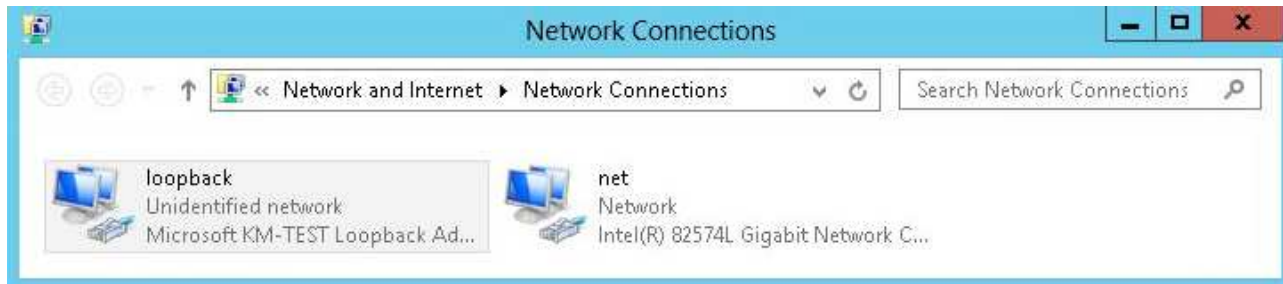 Network Connections
« Network and Internet ▸ Network Connections
Search Network Connections
loopback
Unidentified network
Microsoft KM-TEST Loopback Ad...
net
Network
Intel(R) 82574L Gigabit Network C...